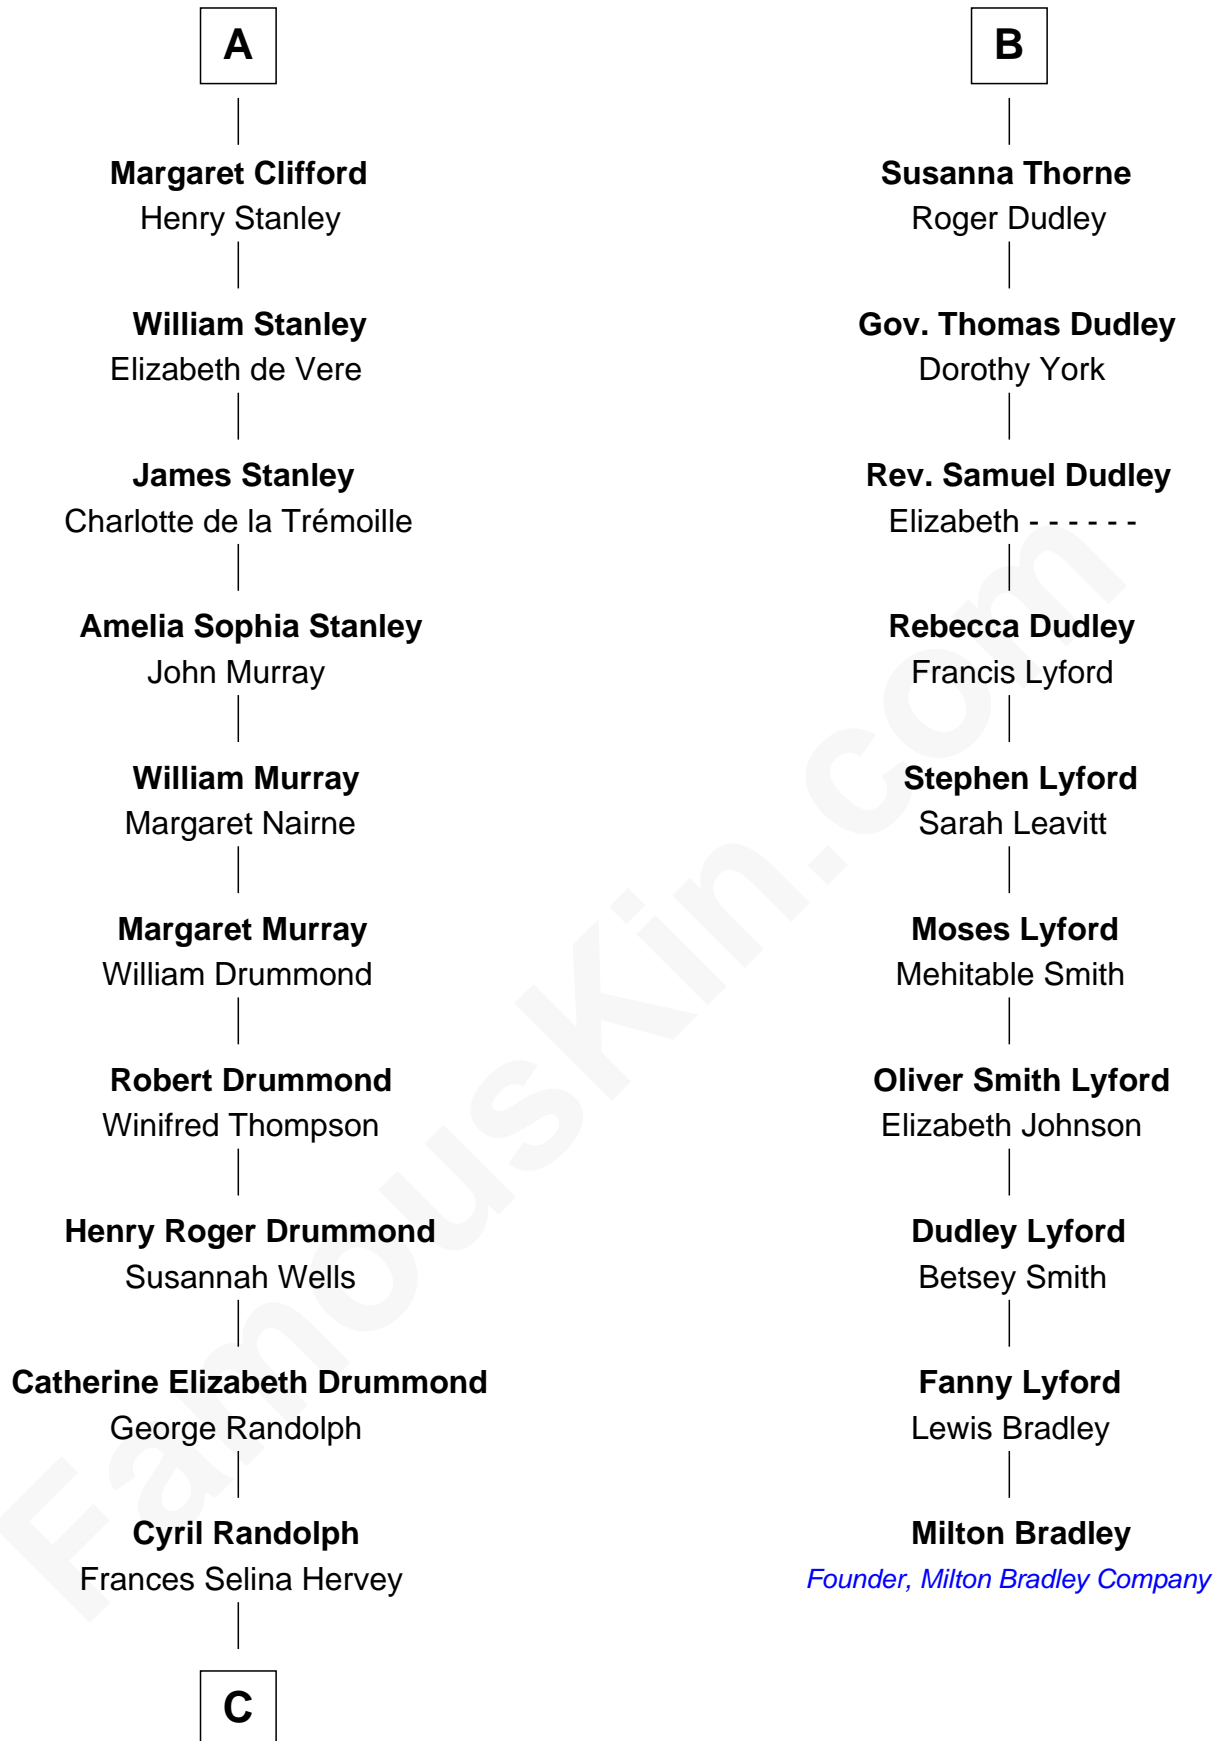 A
Margaret Clifford
Henry Stanley
William Stanley
Elizabeth de Vere
James Stanley
Charlotte de la Trémoille
Amelia Sophia Stanley
John Murray
William Murray
Margaret Nairne
Margaret Murray
William Drummond
Robert Drummond
Winifred Thompson
Henry Roger Drummond
Susannah Wells
Catherine Elizabeth Drummond
George Randolph
Cyril Randolph
Frances Selina Hervey
C
B
Susanna Thorne
Roger Dudley
Gov. Thomas Dudley
Dorothy York
Rev. Samuel Dudley
Elizabeth - - - - - -
Rebecca Dudley
Francis Lyford
Stephen Lyford
Sarah Leavitt
Moses Lyford
Mehitable Smith
Oliver Smith Lyford
Elizabeth Johnson
Dudley Lyford
Betsey Smith
Fanny Lyford
Lewis Bradley
Milton Bradley
Founder, Milton Bradley Company
FamousKin.com